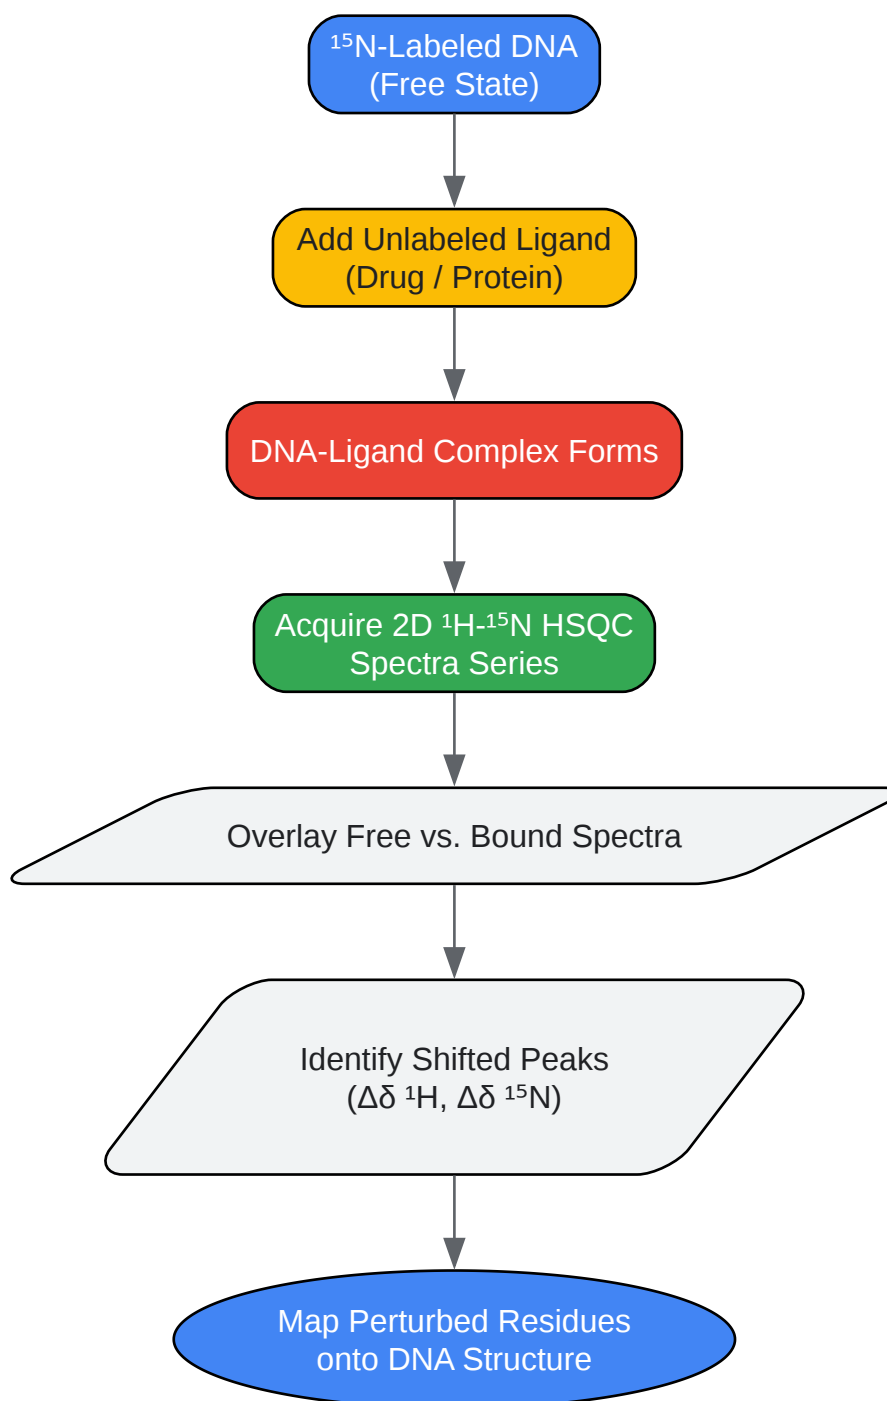 ¹⁵N-Labeled DNA
(Free State)
Add Unlabeled Ligand
(Drug / Protein)
DNA-Ligand Complex Forms
Acquire 2D ¹H-¹⁵N HSQC
Spectra Series
Overlay Free vs. Bound Spectra
Identify Shifted Peaks
(Δδ ¹H, Δδ ¹⁵N)
Map Perturbed Residues
onto DNA Structure